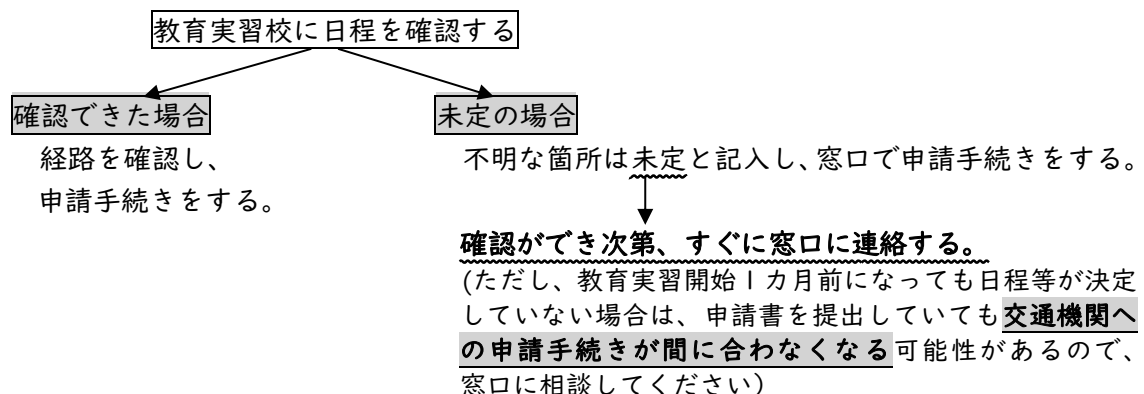 教育実習校に日程を確認する
確認できた場合
経路を確認し、
申請手続きをする。
未定の場合
不明な箇所は未定と記入し、窓口で申請手続きをする。
確認ができ次第、すぐに窓口に連絡する。
(ただし、教育実習開始1カ月前になっても日程等が決定
していない場合は、申請書を提出していても交通機関へ
の申請手続きが間に合わなくなる可能性があるので、
窓口に相談してください)